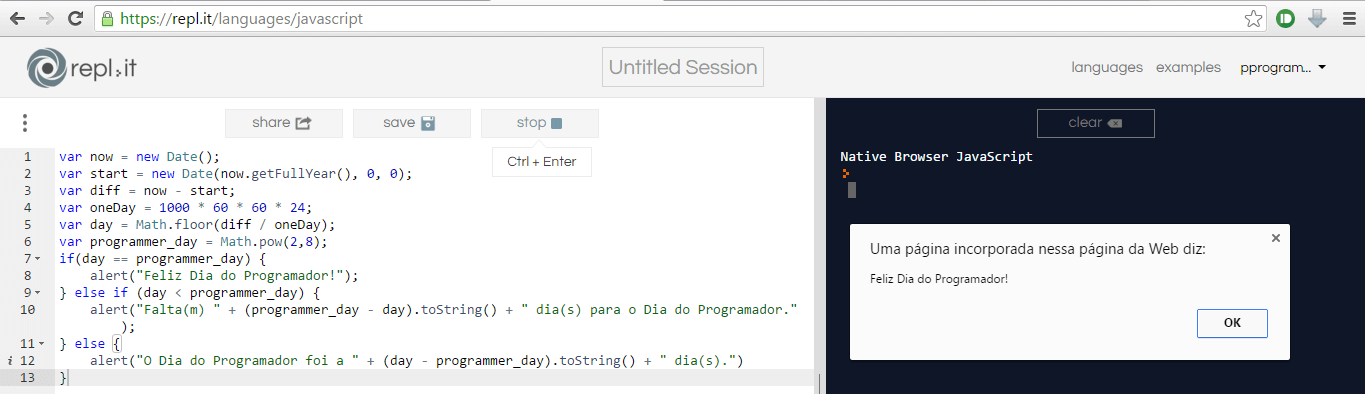 https://repl.it/languages/javascript
repl.it
Untitled Session
languages examples pprogram...
share save stop
Ctrl + Enter
clear
1 var now = new Date();
2 var start = new Date(now.getFullYear(), 0, 0);
3 var diff = now - start;
4 var oneDay = 1000 * 60 * 60 * 24;
5 var day = Math.floor(diff / oneDay);
6 var programmer_day = Math.pow(2,8);
7 if(day == programmer_day) {
8     alert("Feliz Dia do Programador!");
9 } else if (day < programmer_day) {
10     alert("Falta(m) " + (programmer_day - day).toString() + " dia(s) para o Dia do Programador."
        );
11 } else {
i 12     alert("O Dia do Programador foi a " + (day - programmer_day).toString() + " dia(s).")
13 }
Native Browser JavaScript
Uma página incorporada nessa página da Web diz:
Feliz Dia do Programador!
OK